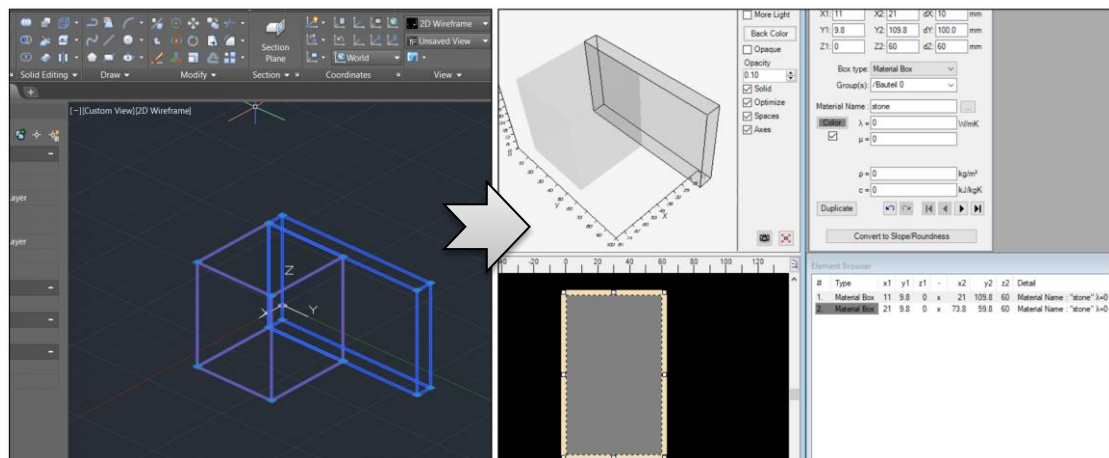 2D Wireframe
Unsaved View
World
Section
Plane
Solid Editing
Draw
Modify
Section
Coordinates
View
+
[−][Custom View][2D Wireframe]
ayer
ayer
Z
X
Y
More Light
Back Color
Opaque
Opacity
0.10
Solid
Optimize
Spaces
Axes
Y
X
X1: 11 X2: 21 dX: 10 mm
Y1: 9.8 Y2: 109.8 dY: 100.0 mm
Z1: 0 Z2: 60 dZ: 60 mm
Box type: Material Box
Group(s): /Bauteil 0
Material Name : stone ...
Color λ = 0 W/mK
μ = 0
ρ = 0 kg/m³
c = 0 kJ/kgK
Duplicate
Convert to Slope/Roundness
-20 0 20 40 60 80 100 120
Element Browser
# Type x1 y1 z1 - x2 y2 z2 Detail
1. Material Box 11 9.8 0 x 21 109.8 60 Material Name : "stone" λ=0
2. Material Box 21 9.8 0 x 73.8 59.8 60 Material Name : "stone" λ=0